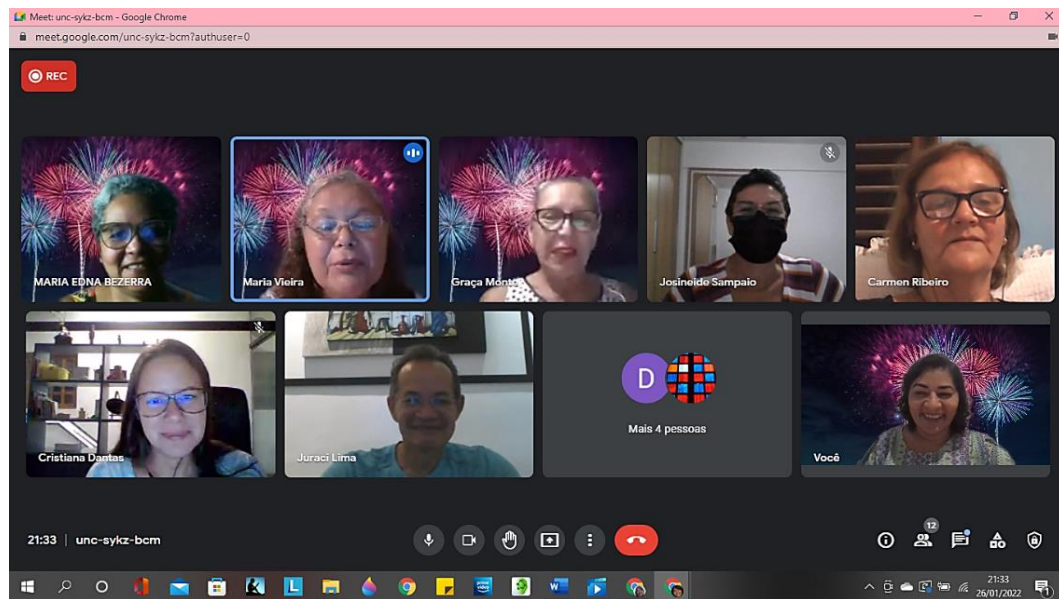 Meet: unc-sykz-bcm - Google Chrome
meet.google.com/unc-sykz-bcm?authuser=0
REC
MARIA EDNA BEZERRA
Maria Vieira
Graça
Josineide Sampaio
Carmen Ribeiro
Cristiana Dantas
Juraci Lima
D
Mais 4 pessoas
Você
21:33 | unc-sykz-bcm
12
21:33
26/01/2022